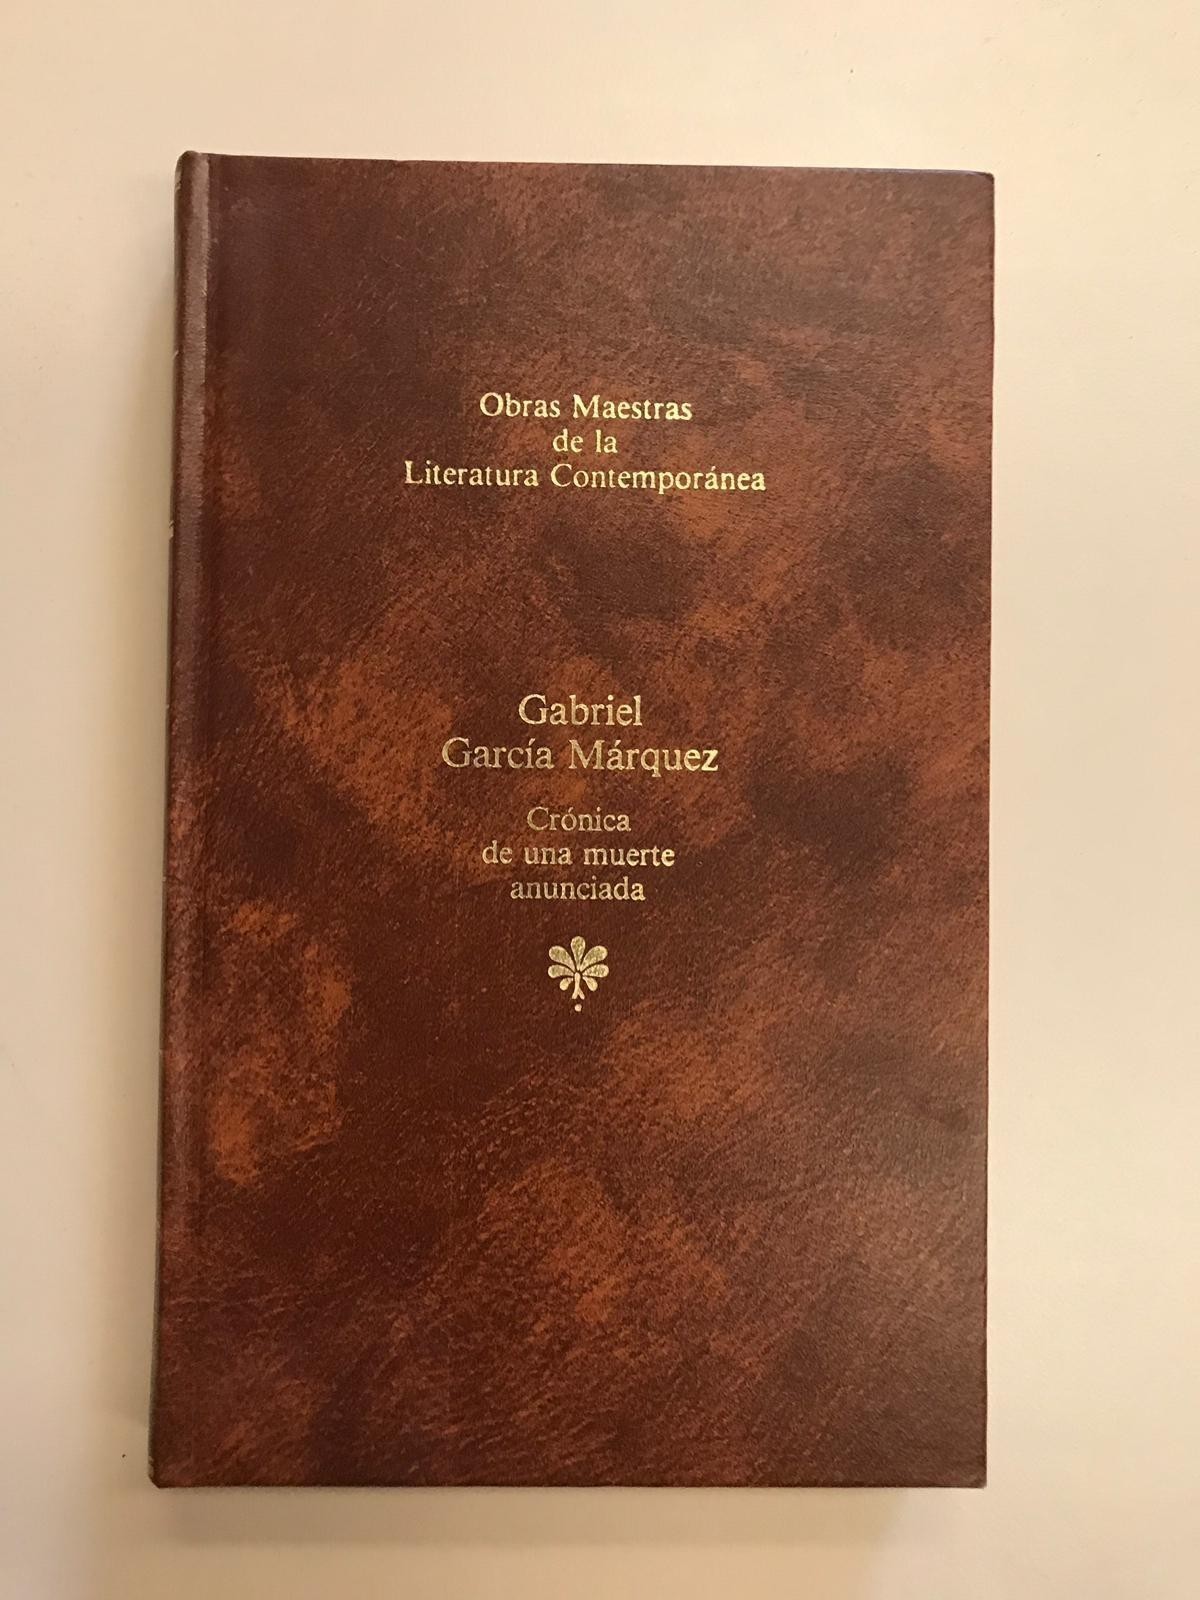 Obras Maestras
de la
Literatura Contemporánea
Gabriel
García Márquez
Crónica
de una muerte
anunciada